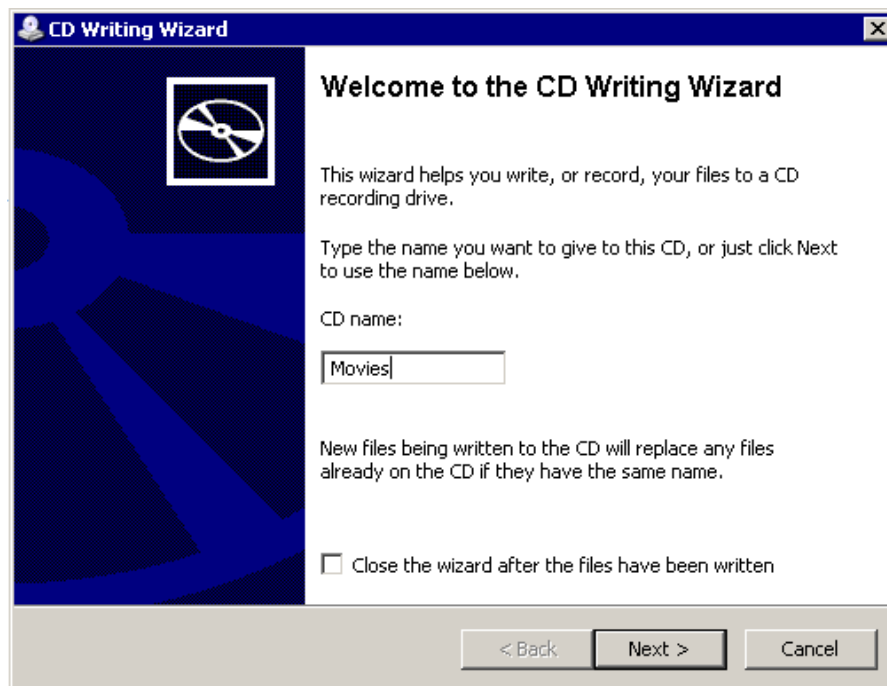 CD Writing Wizard
Welcome to the CD Writing Wizard
This wizard helps you write, or record, your files to a CD
recording drive.
Type the name you want to give to this CD, or just click Next
to use the name below.
CD name:
Movies
New files being written to the CD will replace any files
already on the CD if they have the same name.
Close the wizard after the files have been written
< Back Next > Cancel